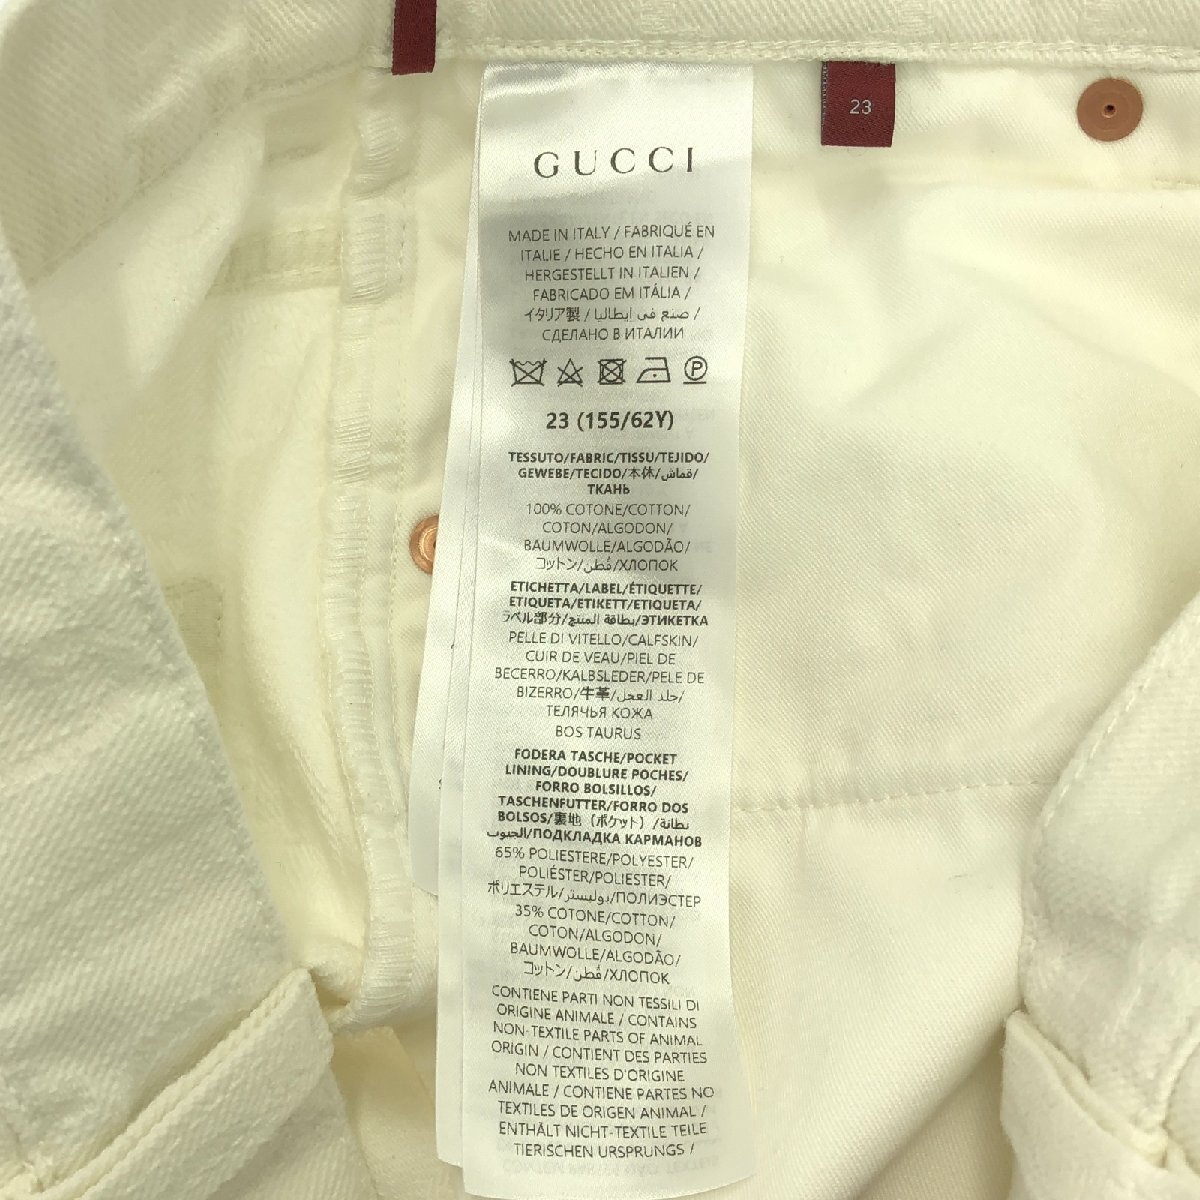 23
GUCCI
MADE IN ITALY / FABRIQUÉ EN
ITALIE / HECHO EN ITALIA /
HERGESTELLT IN ITALIEN /
FABRICADO EM ITÁLIA /
イタリア製 / صنع في إيطاليا /
СДЕЛАНО В ИТАЛИИ
P
23 (155/62Y)
TESSUTO/FABRIC/TISSU/TEJIDO/
GEWEBE/TECIDO/本体/قماش/
ТКАНЬ
100% COTONE/COTTON/
COTON/ALGODON/
BAUMWOLLE/ALGODÃO/
コットン/قُطن/ХЛОПОК
ETICHETTA/LABEL/ÉTIQUETTE/
ETIQUETA/ETIKETT/ETIQUETA/
ラベル部分/بطاقة المنتج/ЭТИКЕТКА
PELLE DI VITELLO/CALFSKIN/
CUIR DE VEAU/PIEL DE
BECERRO/KALBSLEDER/PELE DE
BIZERRO/牛革/جلد العجل/
ТЕЛЯЧЬЯ КОЖА
BOS TAURUS
FODERA TASCHE/POCKET
LINING/DOUBLURE POCHES/
FORRO BOLSILLOS/
TASCHENFUTTER/FORRO DOS
BOLSOS/裏地 (ポケット) /بطانة
الجيوب/ПОДКЛАДКА КАРМАНОВ
65% POLIESTERE/POLYESTER/
POLIÉSTER/POLIESTER/
ポリエステル/بوليستر/ПОЛИЭСТЕР
35% COTONE/COTTON/
COTON/ALGODON/
BAUMWOLLE/ALGODÃO/
コットン/قُطن/ХЛОПОК
CONTIENE PARTI NON TESSILI DI
ORIGINE ANIMALE / CONTAINS
NON-TEXTILE PARTS OF ANIMAL
ORIGIN / CONTIENT DES PARTIES
NON TEXTILES D'ORIGINE
ANIMALE / CONTIENE PARTES NO
TEXTILES DE ORIGEN ANIMAL /
ENTHÄLT NICHT-TEXTILE TEILE
TIERISCHEN URSPRUNGS /